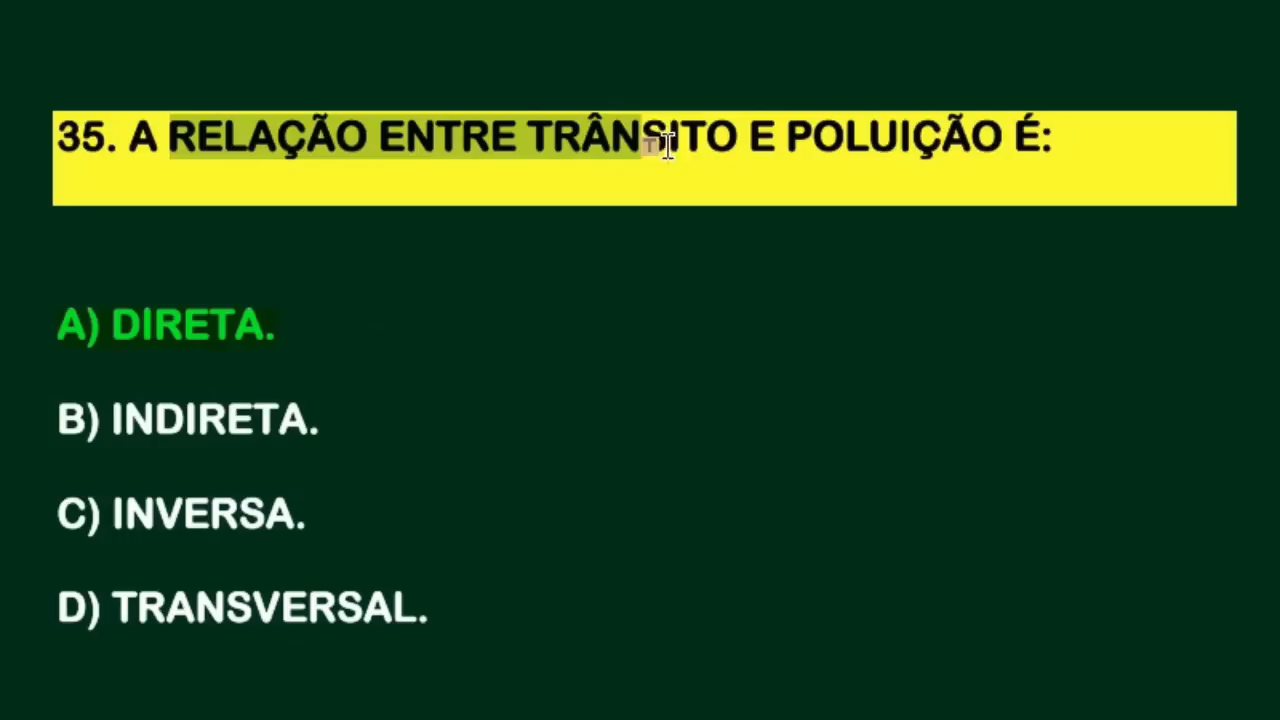 35. A RELAÇÃO ENTRE TRÂNSITO E POLUIÇÃO É:
A) DIRETA.
B) INDIRETA.
C) INVERSA.
D) TRANSVERSAL.